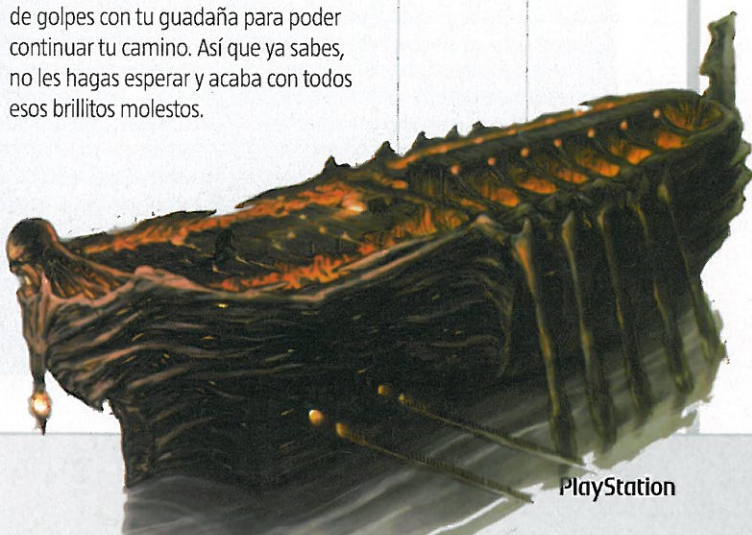 de golpes con tu guadaña para poder
continuar tu camino. Así que ya sabes,
no les hagas esperar y acaba con todos
esos brillitos molestos.
PlayStation